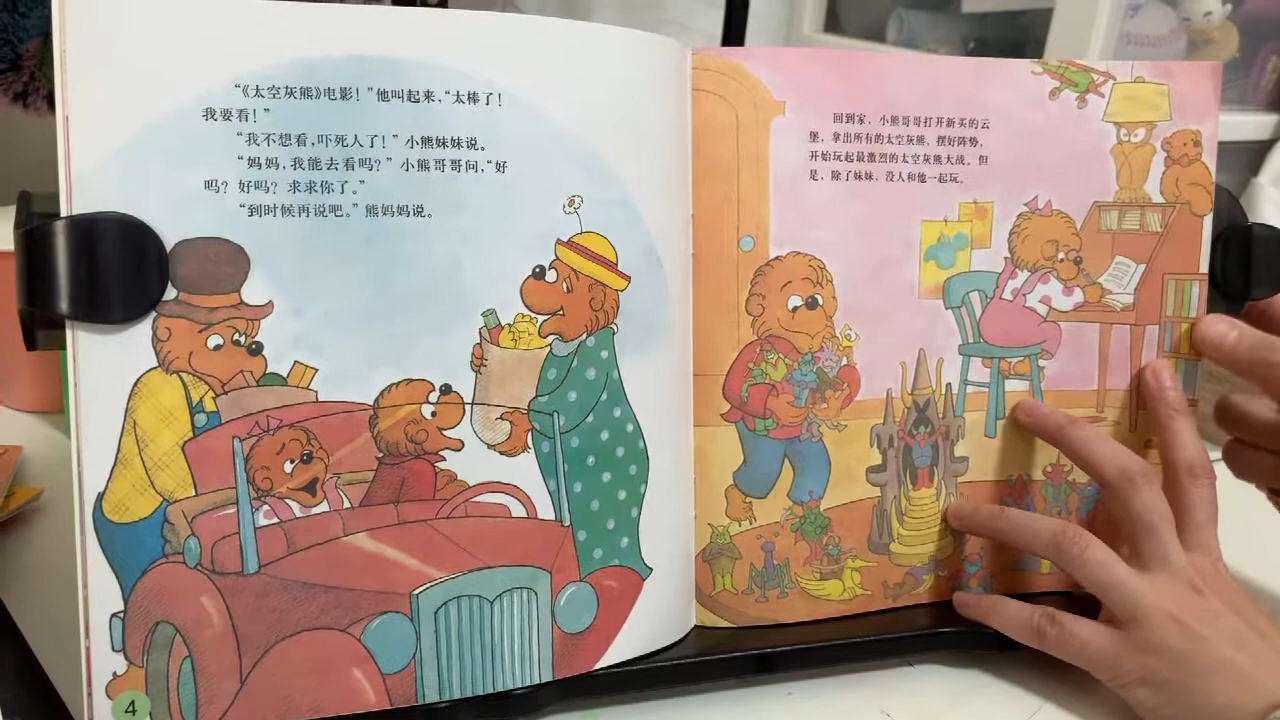 “《太空灰熊》电影！”他叫起来，“太棒了！
我要看！”
“我不想看，吓死人了！”小熊妹妹说。
“妈妈，我能去看吗？”小熊哥哥问，“好
吗？好吗？求求你了。”
“到时候再说吧。”熊妈妈说。
4
回到家，小熊哥哥打开新买的云
堡，拿出所有的太空灰熊，摆好阵势，
开始玩起最激烈的太空灰熊大战。但
是，除了妹妹，没人和他一起玩。